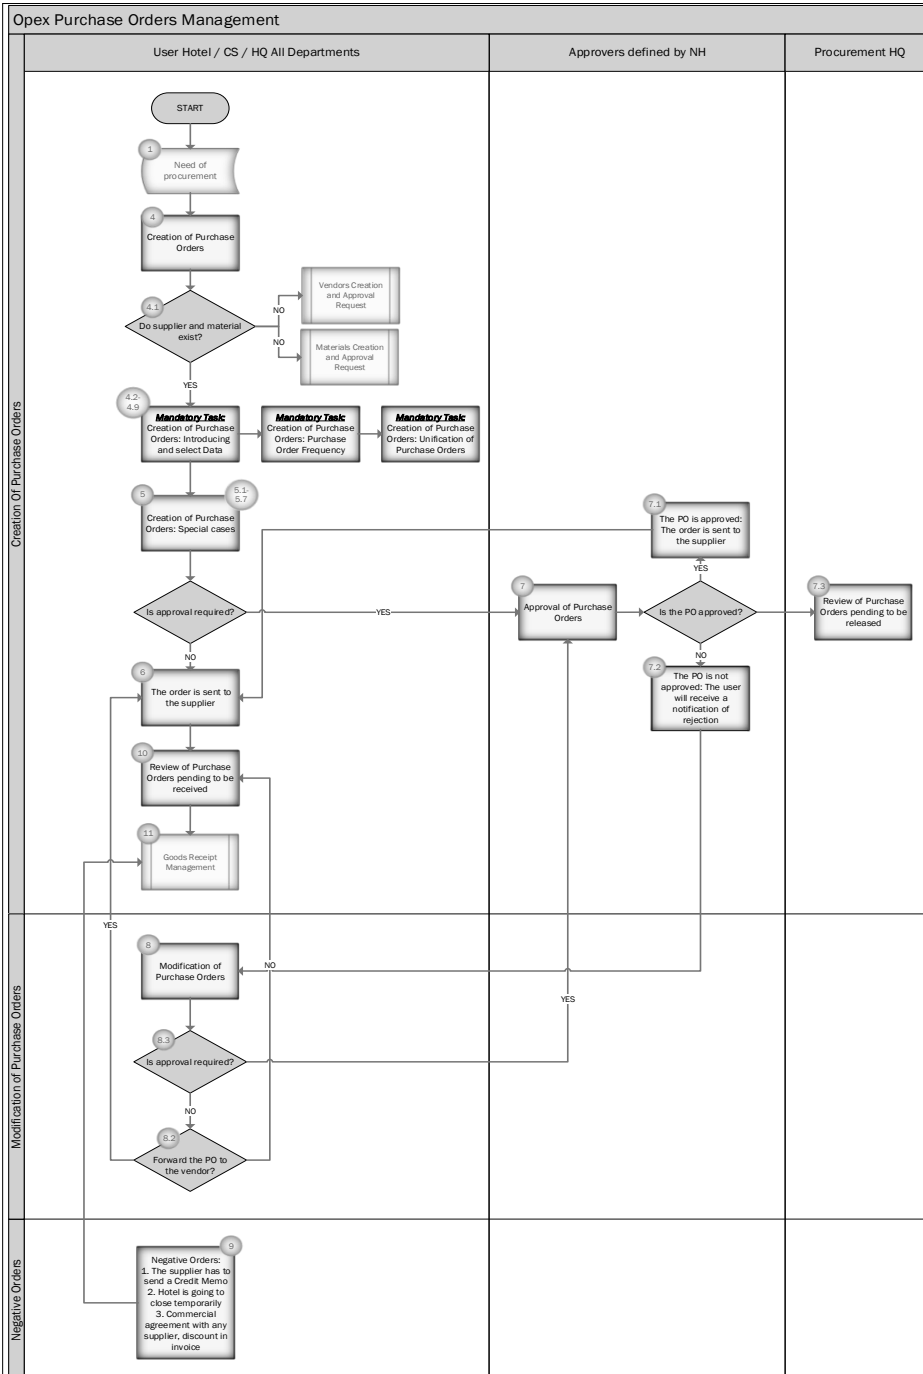 Opex Purchase Orders Management
User Hotel / CS / HQ All Departments
Approvers defined by NH
Procurement HQ
Creation Of Purchase Orders
START
1
Need of
procurement
4
Creation of Purchase
Orders
4.1
Do supplier and material
exist?
NO
Vendors Creation
and Approval
Request
NO
Materials Creation
and Approval
Request
YES
4.2-
4.9
Mandatory Task:
Creation of Purchase
Orders: Introducing
and select Data
Mandatory Task:
Creation of Purchase
Orders: Purchase
Order Frequency
Mandatory Task:
Creation of Purchase
Orders: Unification of
Purchase Orders
5
5.1-
5.7
Creation of Purchase
Orders: Special cases
Is approval required?
YES
NO
7
Approval of Purchase
Orders
7.1
The PO is approved:
The order is sent to
the supplier
YES
Is the PO approved?
NO
7.3
Review of Purchase
Orders pending to be
released
7.2
The PO is not
approved: The user
will receive a
notification of
rejection
6
The order is sent to
the supplier
10
Review of Purchase
Orders pending to be
received
11
Goods Receipt
Management
Modification of Purchase Orders
YES
8
Modification of
Purchase Orders
NO
YES
8.3
Is approval required?
NO
8.2
Forward the PO to
the vendor?
Negative Orders
9
Negative Orders:
1. The supplier has to
send a Credit Memo
2. Hotel is going to
close temporarily
3. Commercial
agreement with any
supplier, discount in
invoice